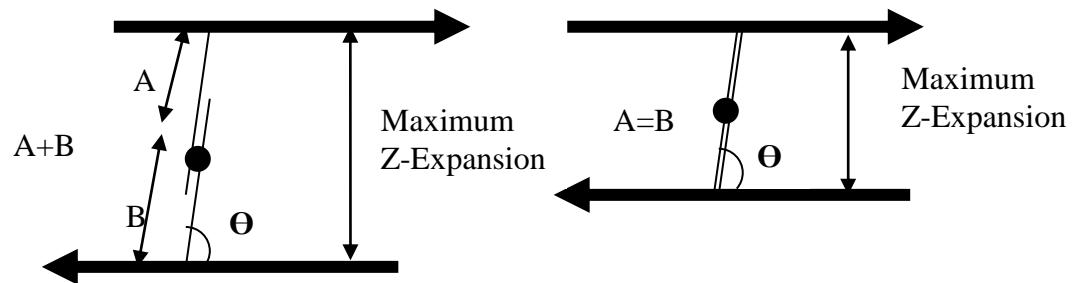 A
A+B
B
ϴ
Maximum
Z-Expansion
A=B
ϴ
Maximum
Z-Expansion